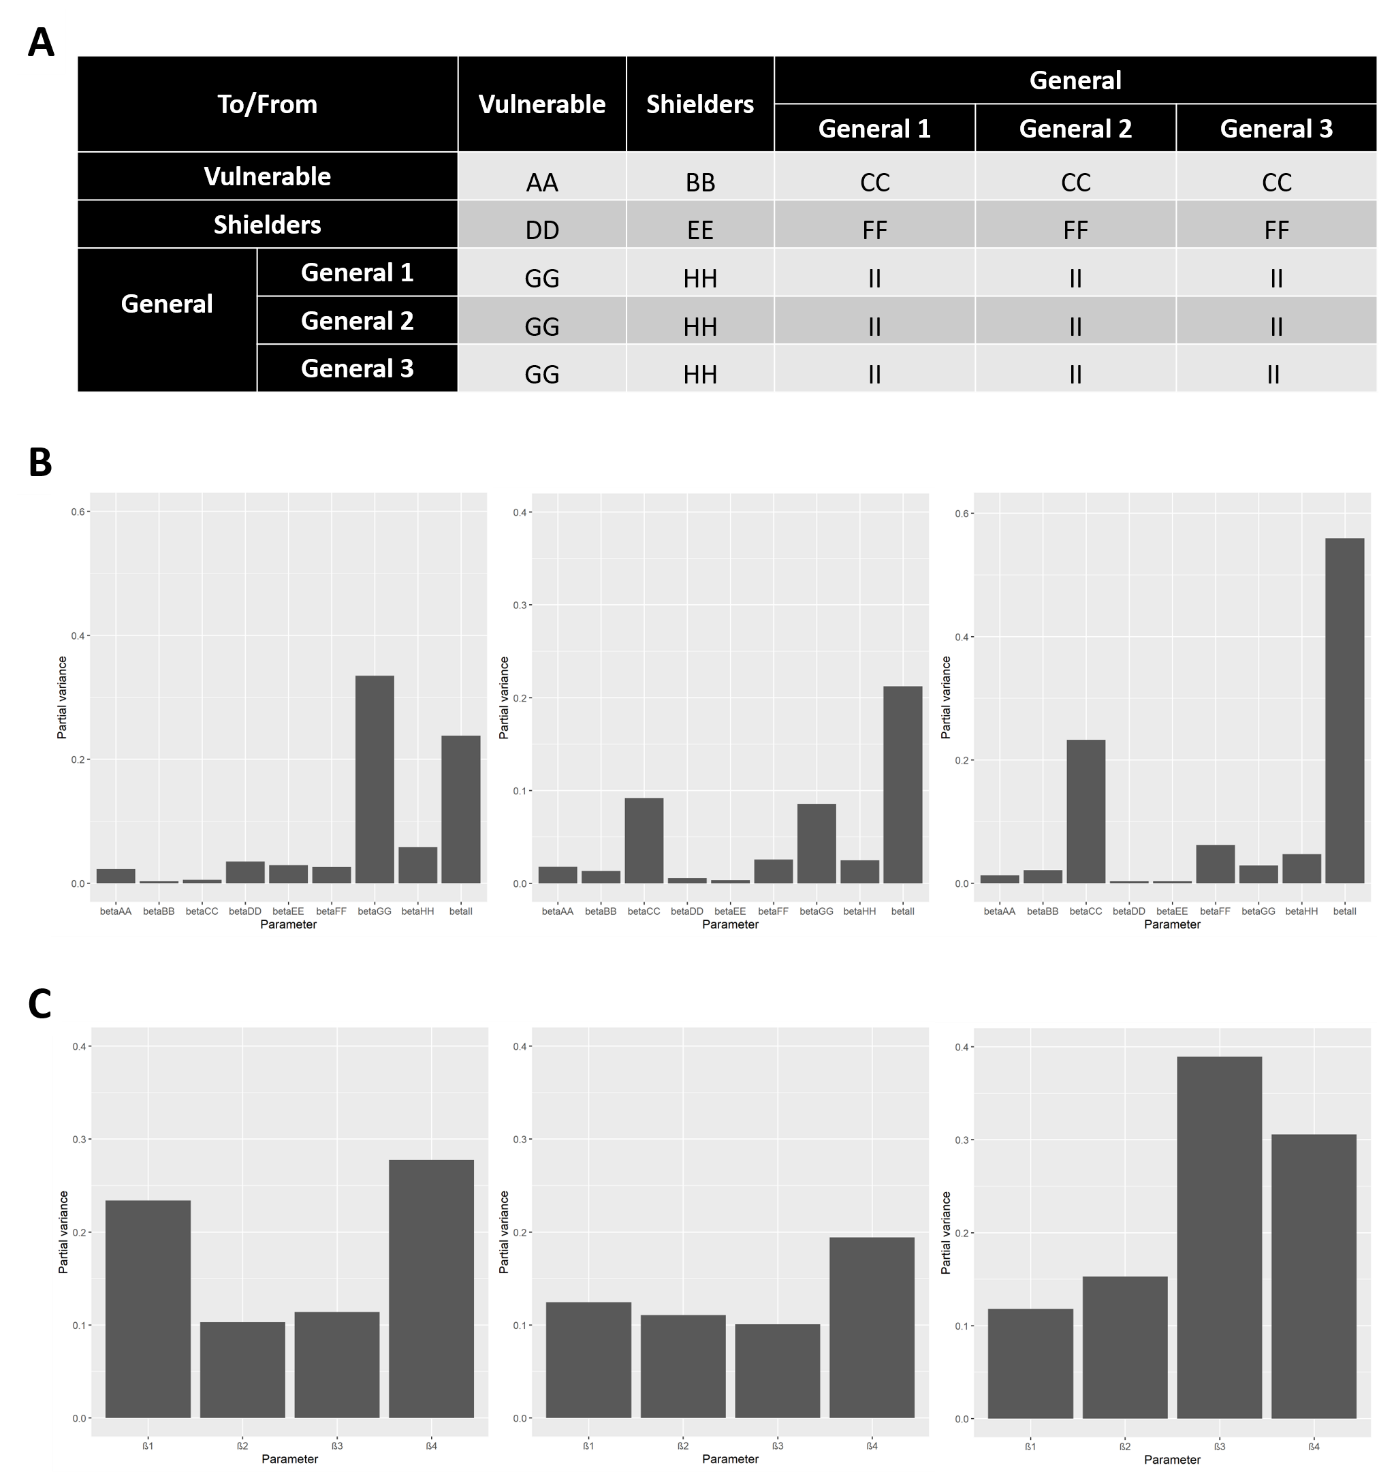 A
To/From Vulnerable Shielders General
General 1 General 2 General 3
Vulnerable AA BB CC CC CC
Shielders DD EE FF FF FF
General General 1 GG HH II II II
General 2 GG HH II II II
General 3 GG HH II II II
B
Partial variance
0.6
0.4
0.2
0.0
betaAA betaBB betaCC betaDD betaEE betaFF betaGG betaHH betaII
Parameter
Partial variance
0.4
0.3
0.2
0.1
0.0
betaAA betaBB betaCC betaDD betaEE betaFF betaGG betaHH betaII
Parameter
Partial variance
0.6
0.4
0.2
0.0
betaAA betaBB betaCC betaDD betaEE betaFF betaGG betaHH betaII
Parameter
C
Partial variance
0.4
0.3
0.2
0.1
0.0
ß1 ß2 ß3 ß4
Parameter
Partial variance
0.4
0.3
0.2
0.1
0.0
ß1 ß2 ß3 ß4
Parameter
Partial variance
0.4
0.3
0.2
0.1
0.0
ß1 ß2 ß3 ß4
Parameter